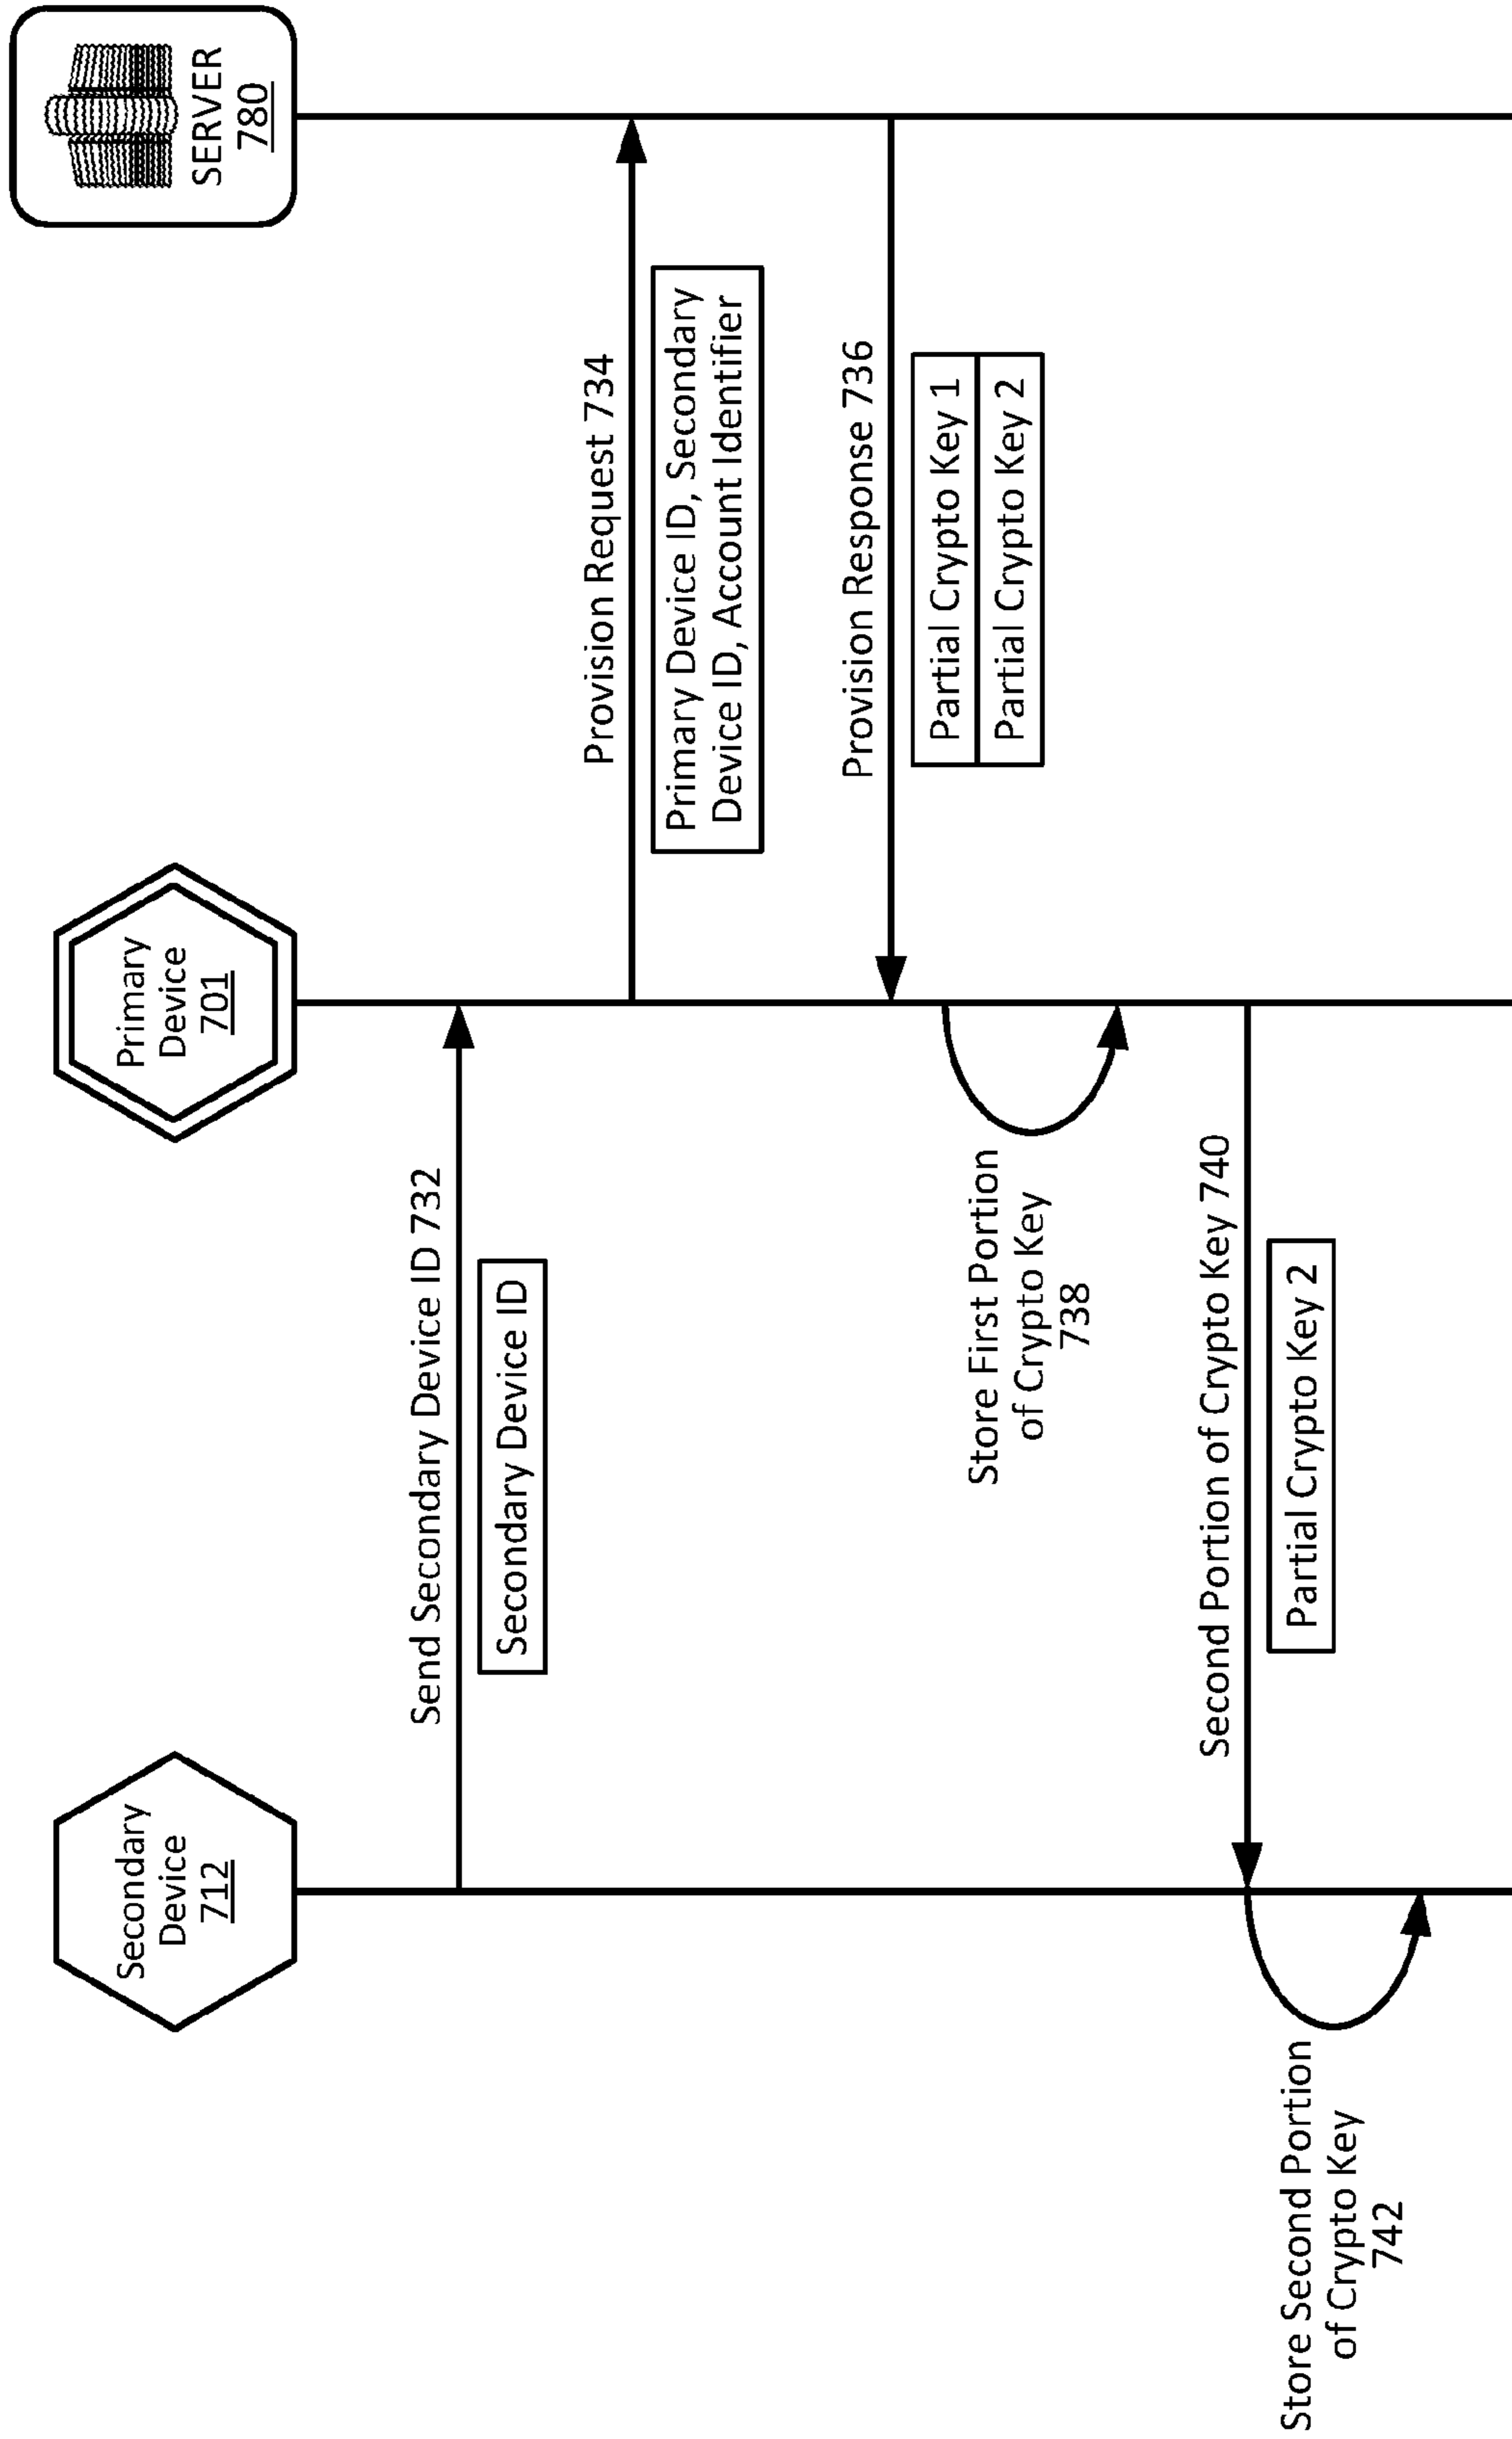 Secondary
Device
712
Primary
Device
701
SERVER
780
Send Secondary Device ID 732
Secondary Device ID
Provision Request 734
Primary Device ID, Secondary
Device ID, Account Identifier
Provision Response 736
Partial Crypto Key 1
Partial Crypto Key 2
Store First Portion
of Crypto Key
738
Second Portion of Crypto Key 740
Partial Crypto Key 2
Store Second Portion
of Crypto Key
742